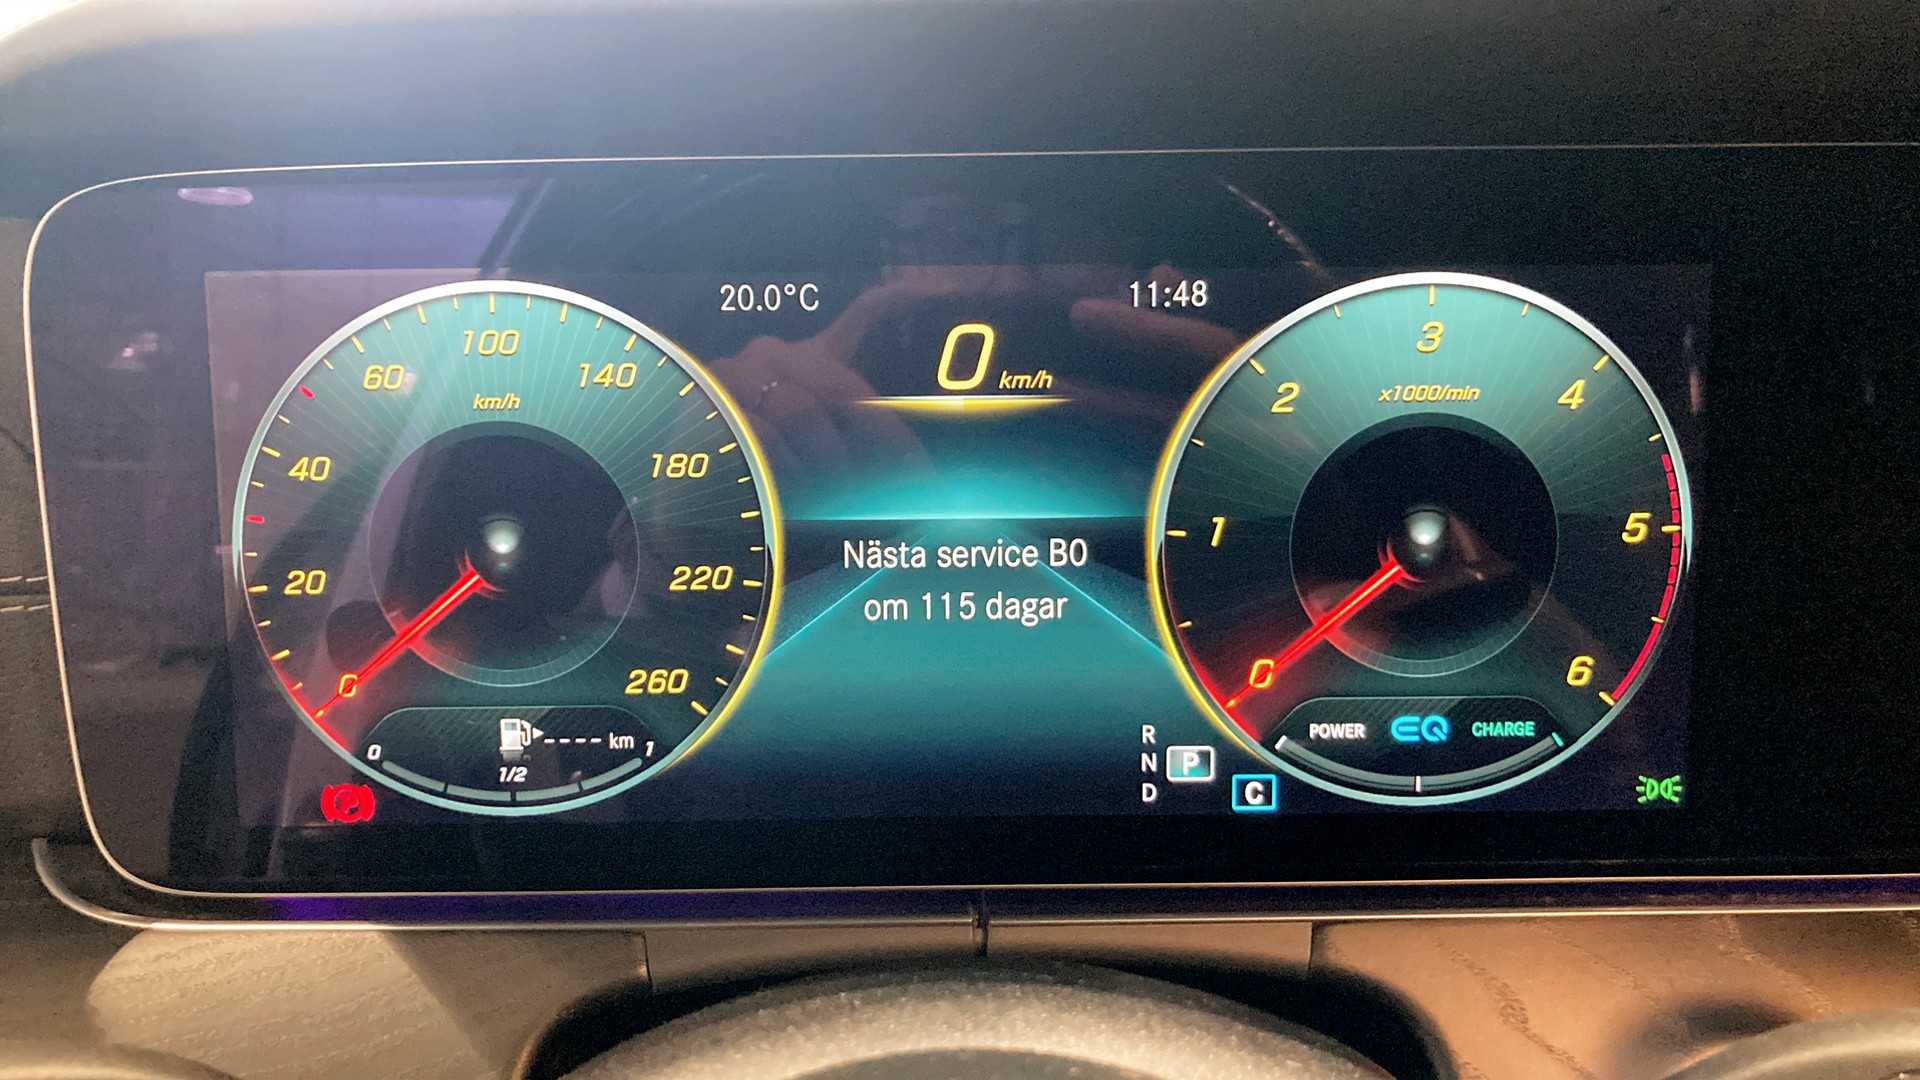 20.0°C
11:48
0 km/h
0
20
40
60
100
140
180
220
260
km/h
0
1
2
3
4
5
6
x1000/min
Nästa service B0
om 115 dagar
0
---- km
1
1/2
P
R
N
D
P
C
POWER
EQ
CHARGE